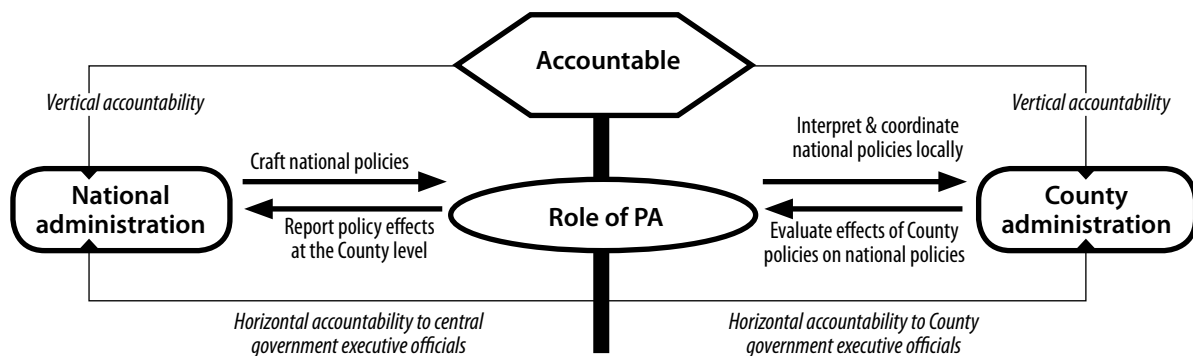 Accountable
Vertical accountability
Vertical accountability
Craft national policies
Interpret & coordinate
national policies locally
National
administration
Role of PA
County
administration
Report policy effects
at the County level
Evaluate effects of County
policies on national policies
Horizontal accountability to central
government executive officials
Horizontal accountability to County
government executive officials